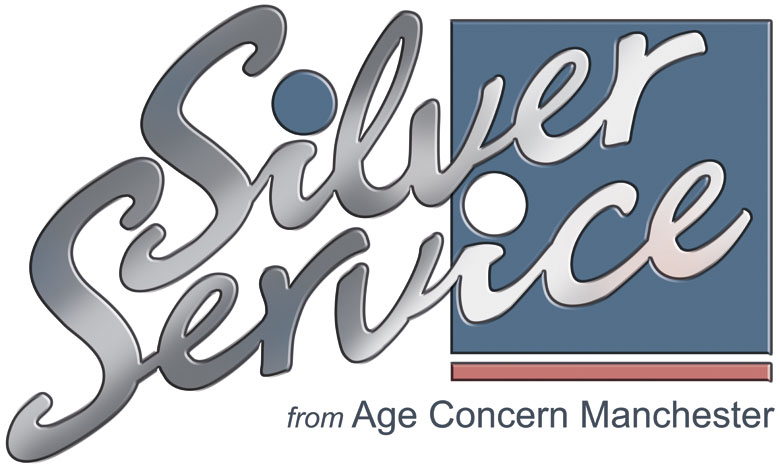 Silver
Service
from Age Concern Manchester